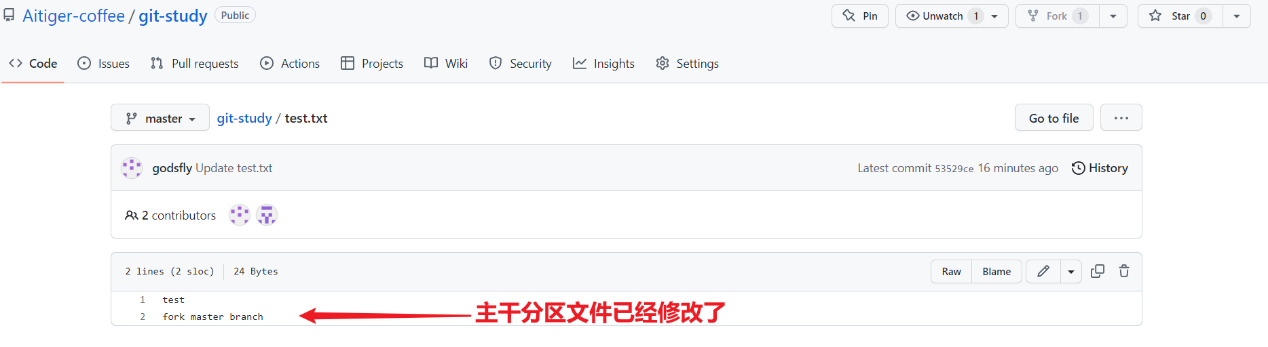 Aitiger-coffee / git-study Public Pin Unwatch 1 Fork 1 Star 0
Code Issues Pull requests Actions Projects Wiki Security Insights Settings
master git-study / test.txt Go to file ...
godsfly Update test.txt Latest commit 53529ce 16 minutes ago History
2 contributors
2 lines (2 sloc) 24 Bytes Raw Blame
1 test
2 fork master branch 主干分区文件已经修改了